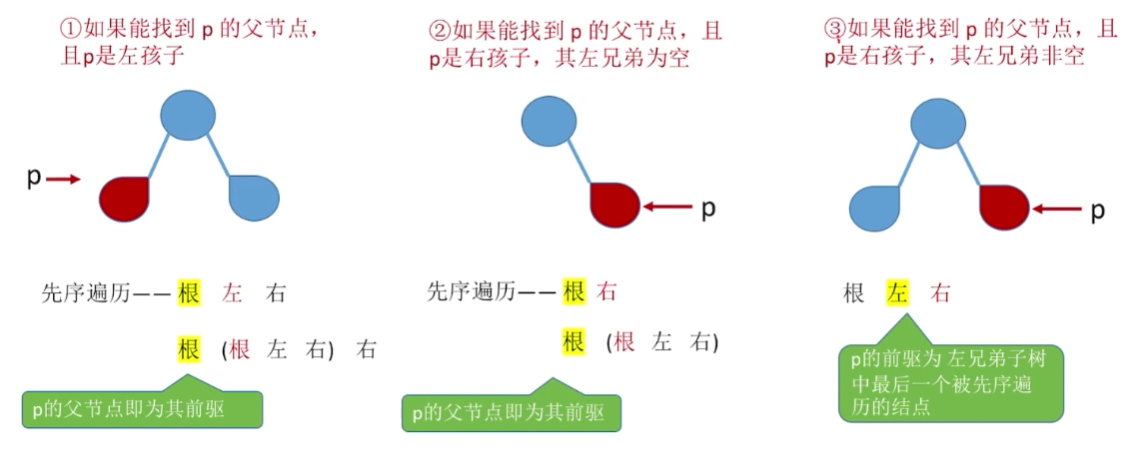 ①如果能找到 p 的父节点，
且p是左孩子
p
先序遍历—— 根 左 右
根 (根 左 右) 右
p的父节点即为其前驱
②如果能找到 p 的父节点，且
p是右孩子，其左兄弟为空
p
先序遍历—— 根 右
根 (根 左 右)
p的父节点即为其前驱
③如果能找到 p 的父节点，且
p是右孩子，其左兄弟非空
p
根 左 右
p的前驱为 左兄弟子树
中最后一个被先序遍
历的结点